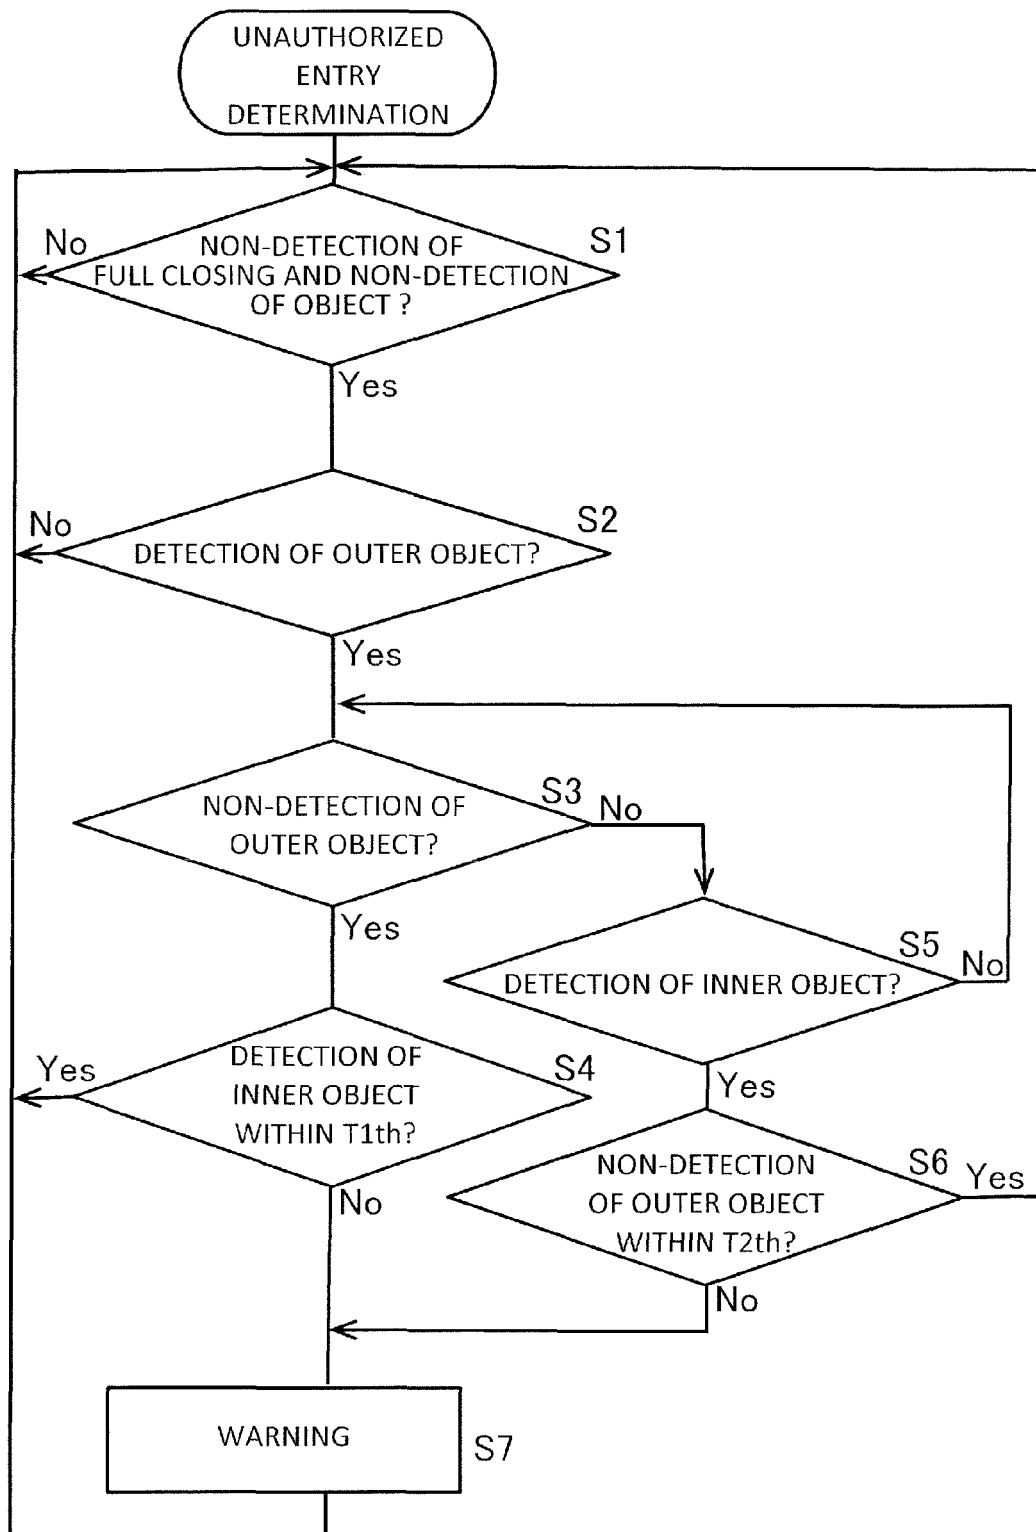 UNAUTHORIZED
ENTRY
DETERMINATION
No
NON-DETECTION OF
FULL CLOSING AND NON-DETECTION
OF OBJECT ?
S1
Yes
No
DETECTION OF OUTER OBJECT?
S2
Yes
NON-DETECTION OF
OUTER OBJECT?
S3
No
Yes
DETECTION OF INNER OBJECT?
S5
No
Yes
DETECTION OF
INNER OBJECT
WITHIN T1th?
S4
Yes
No
NON-DETECTION
OF OUTER OBJECT
WITHIN T2th?
S6
Yes
No
WARNING
S7